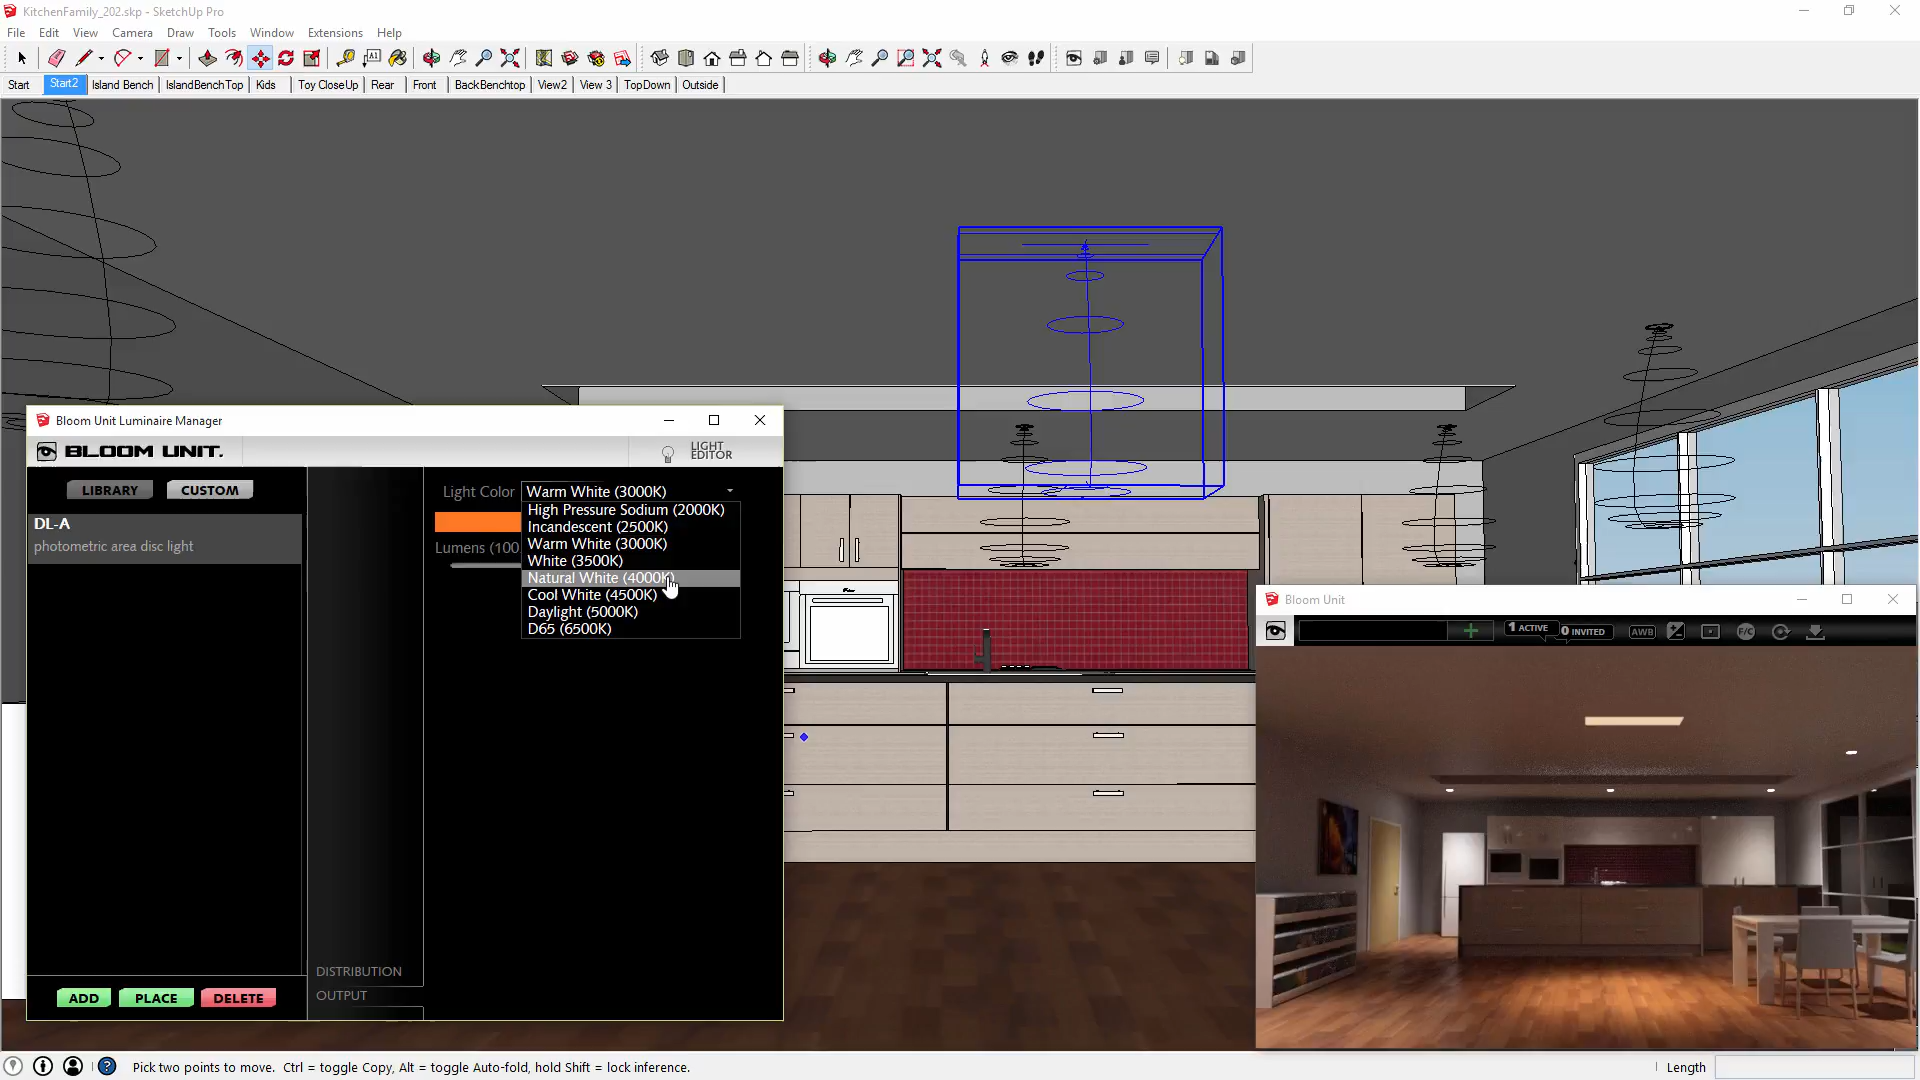 KitchenFamily_202.skp - SketchUp Pro
File Edit View Camera Draw Tools Window Extensions Help
Start Start2 Island Bench IslandBenchTop Kids Toy CloseUp Rear Front BackBenchtop View2 View 3 TopDown Outside
Bloom Unit Luminaire Manager
BLOOM UNIT.
LIGHT EDITOR
LIBRARY CUSTOM
DL-A
photometric area disc light
Light Color Warm White (3000K)
High Pressure Sodium (2000K)
Incandescent (2500K)
Warm White (3000K)
White (3500K)
Natural White (4000K)
Cool White (4500K)
Daylight (5000K)
D65 (6500K)
Lumens (100
DISTRIBUTION
OUTPUT
ADD PLACE DELETE
Bloom Unit
1 ACTIVE 0 INVITED AWB F/C
Pick two points to move. Ctrl = toggle Copy, Alt = toggle Auto-fold, hold Shift = lock inference.
Length